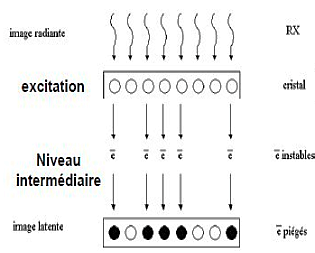 image radiante RX
excitation cristal
e e e e e e instables
Niveau
intermédiaire
image latente e piégés